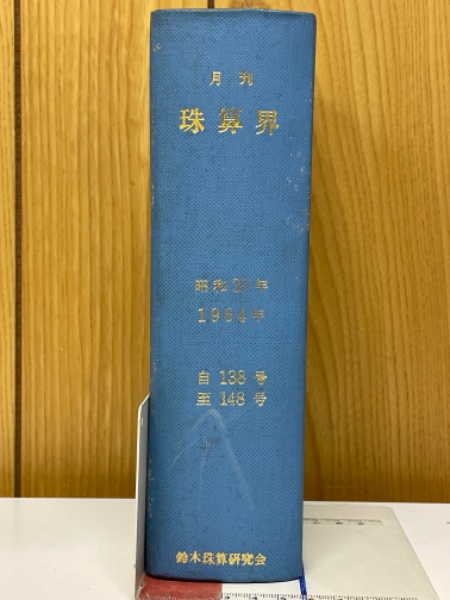 月刊
珠算界
昭和39年
1964年
自 138 号
至 148 号
鈴木珠算研究会